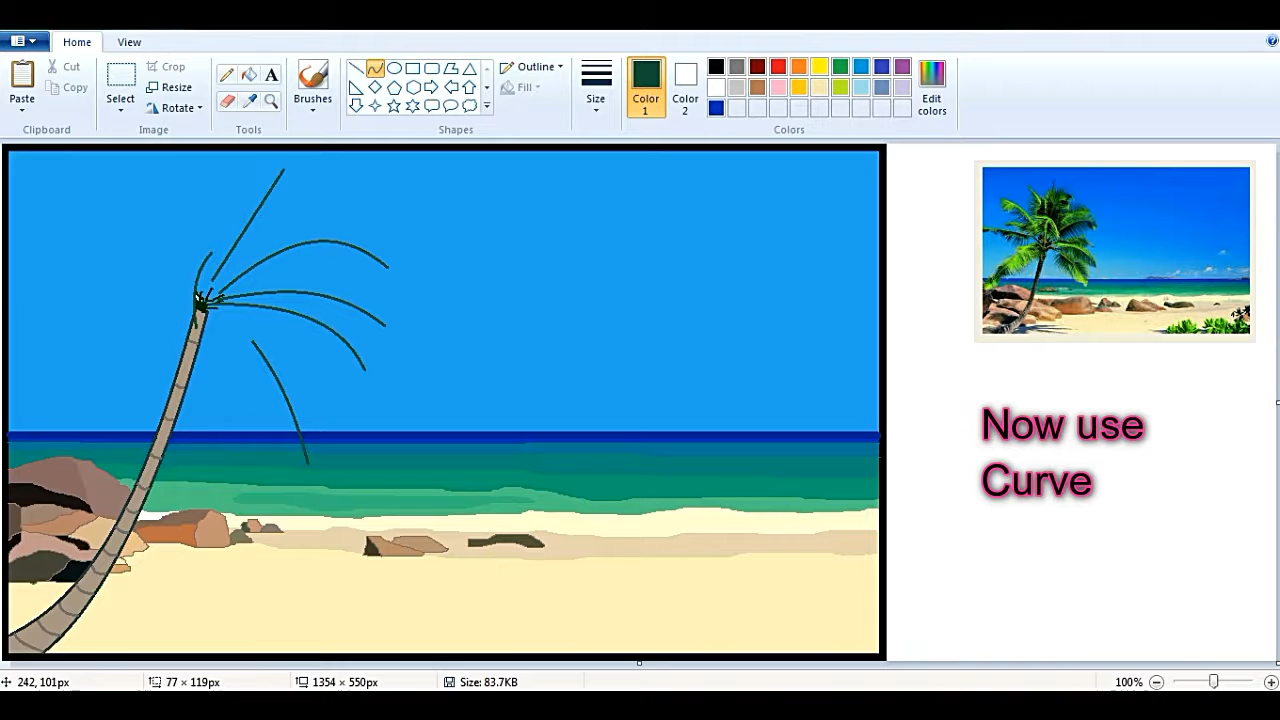 Home View
Cut
Copy
Paste
Clipboard
Select
Crop
Resize
Rotate
Image
A
Tools
Brushes
Outline
Fill
Shapes
Size
Color
1
Color
2
Edit
colors
Colors
Now use
Curve
242, 101px
77 × 119px
1354 × 550px
Size: 83.7KB
100%